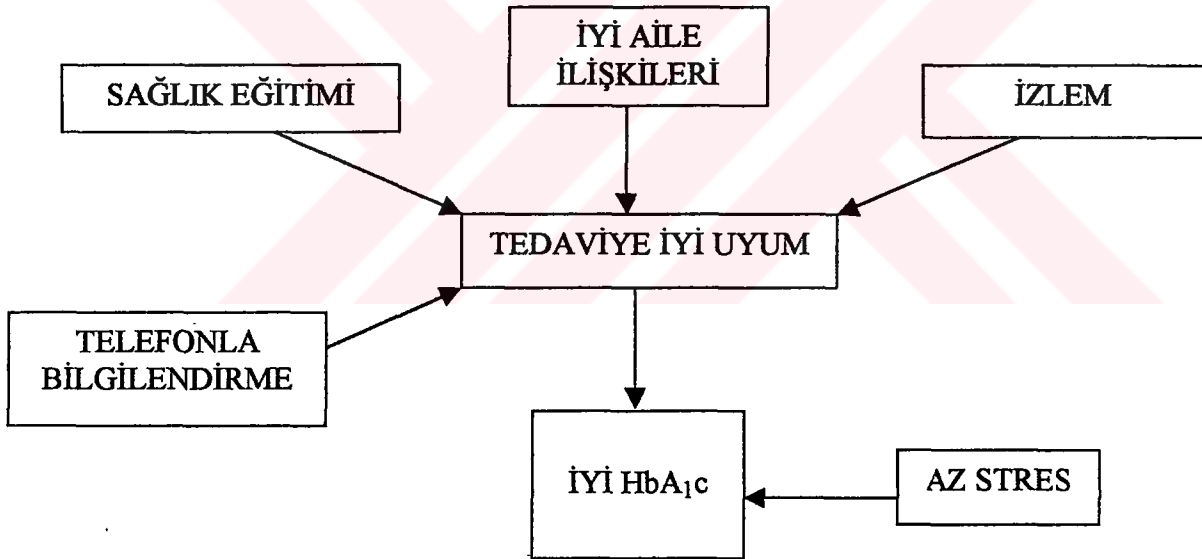 İYİ AİLE
İLİŞKİLERİ
SAĞLIK EĞİTİMİ
İZLEM
TEDAVİYE İYİ UYUM
TELEFONLA
BİLGİLENDİRME
İYİ HbA₁c
AZ STRES